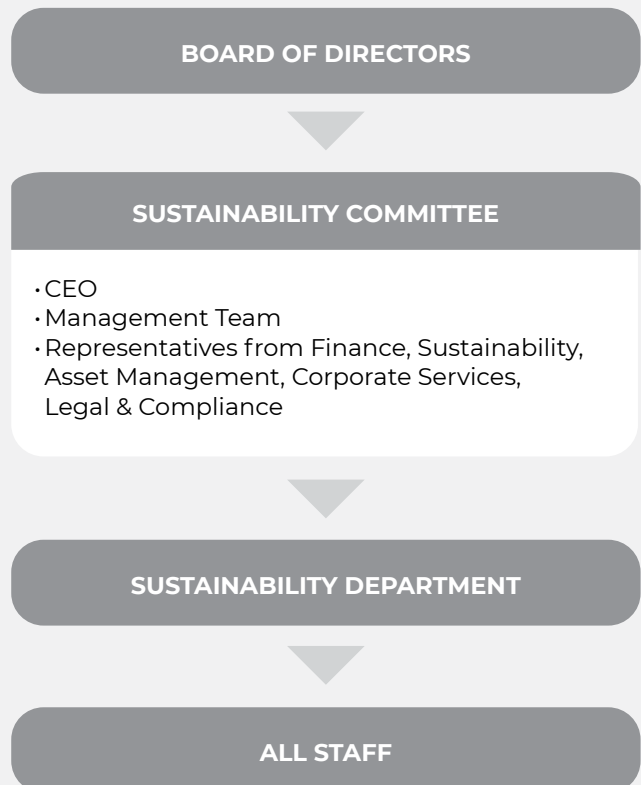 BOARD OF DIRECTORS
SUSTAINABILITY COMMITTEE
· CEO
· Management Team
· Representatives from Finance, Sustainability,
Asset Management, Corporate Services,
Legal & Compliance
SUSTAINABILITY DEPARTMENT
ALL STAFF